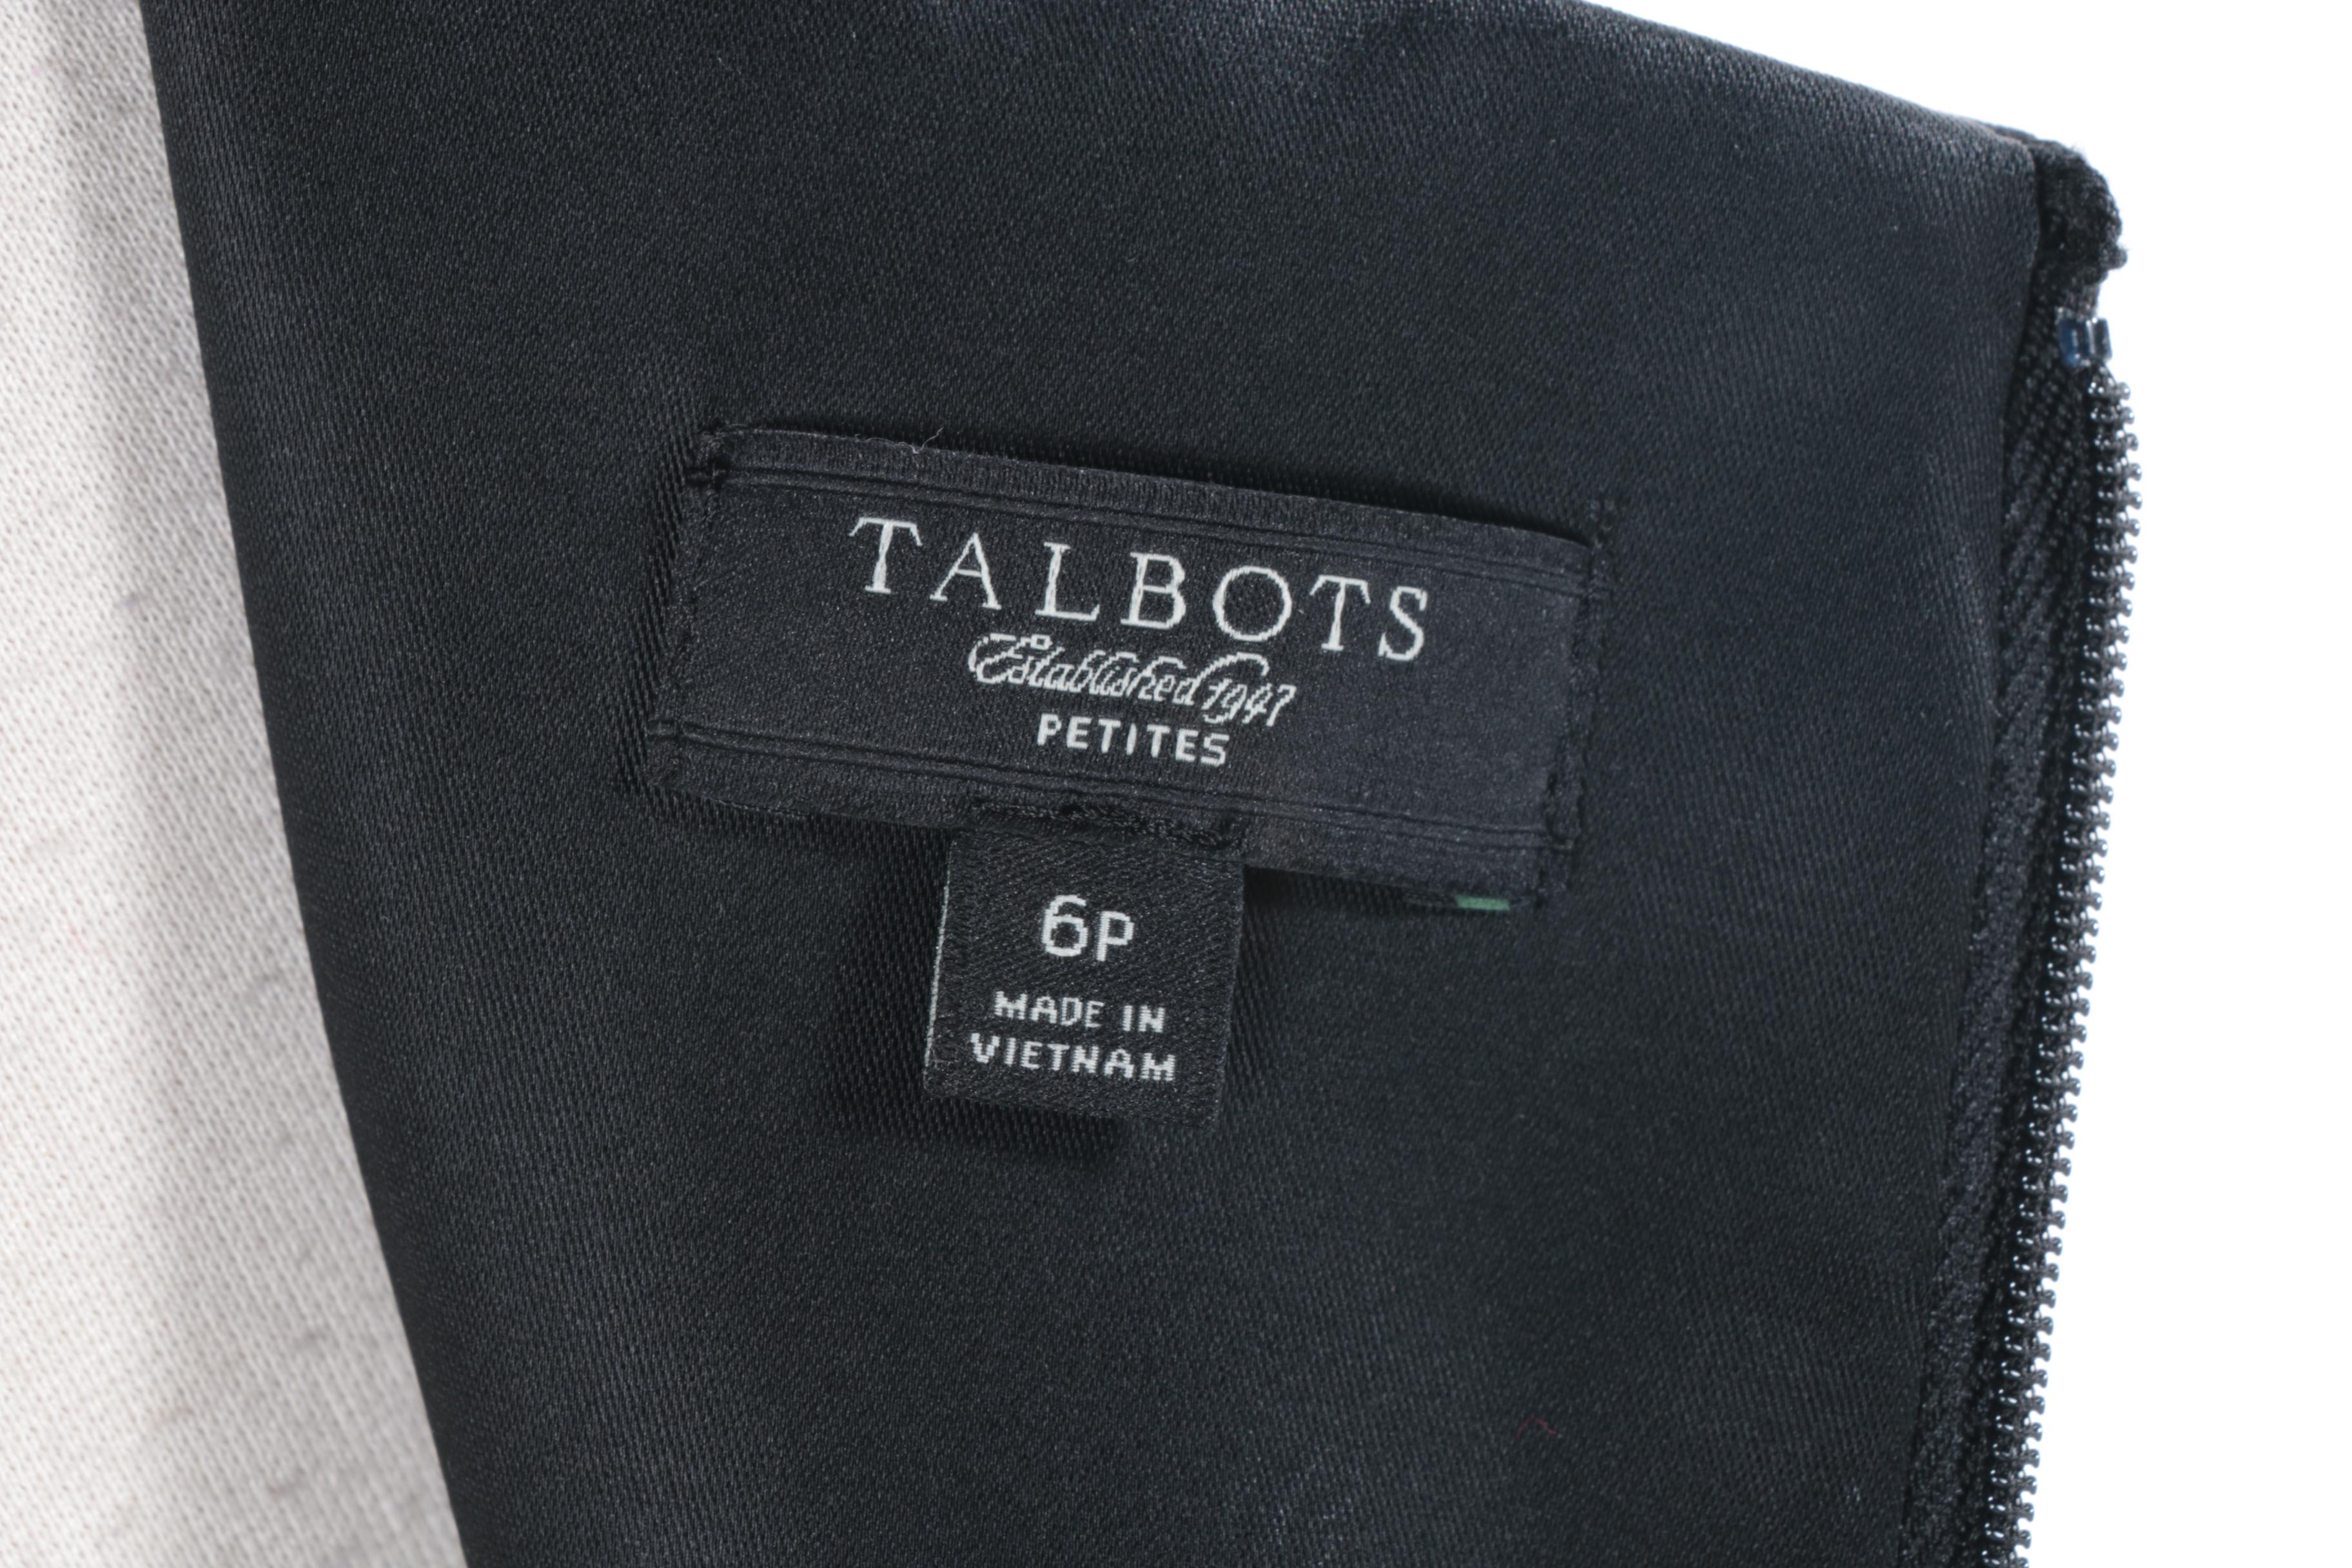 TALBOTS
Established 1947
PETITES
6P
MADE IN
VIETNAM